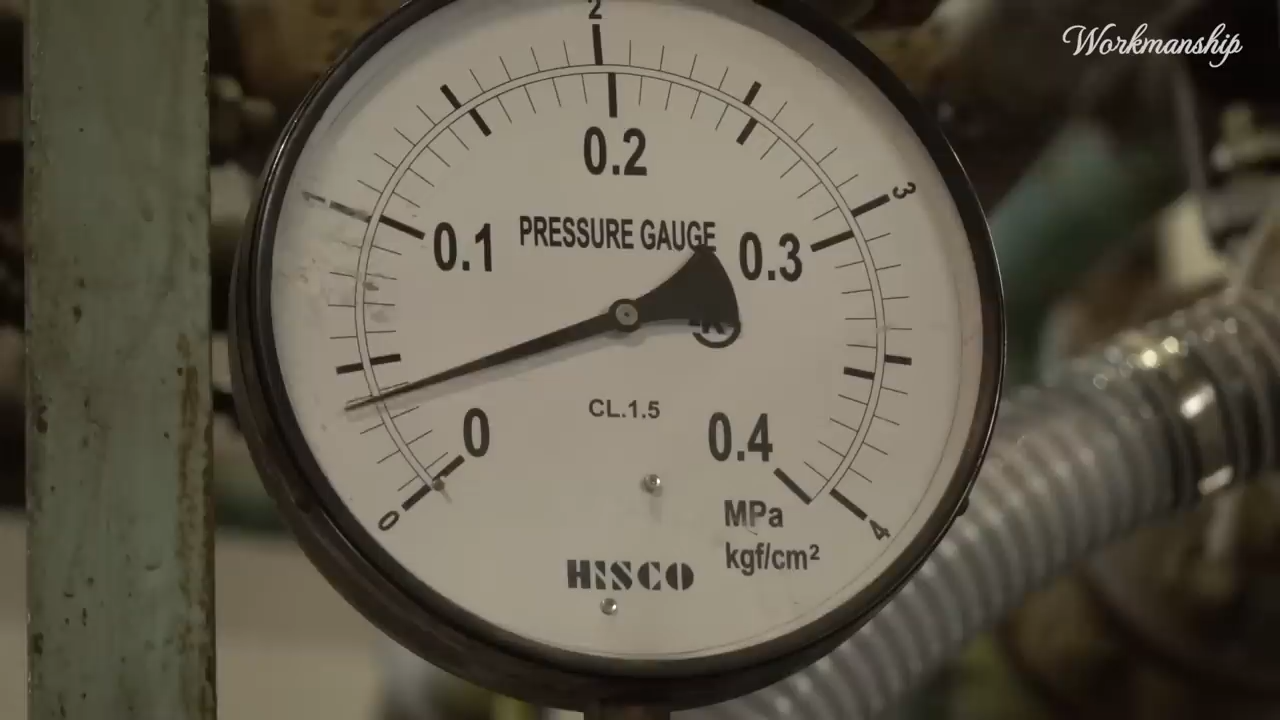 Workmanship
2
0.2
1
3
0.1
PRESSURE GAUGE
0.3
K
CL.1.5
0
0.4
0
4
MPa
kgf/cm²
HISCO